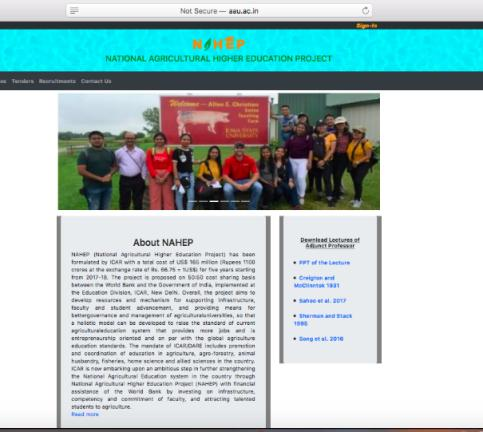 Not Secure — aau.ac.in
Sign-In
NAHEP
NATIONAL AGRICULTURAL HIGHER EDUCATION PROJECT
Tenders Recruitments Contact Us
Welcome - Allen E. Christian
Swine
Teaching
Farm
IOWA STATE
UNIVERSITY
About NAHEP
NAHEP (National Agricultural Higher Education Project) has been
formulated by ICAR with a total cost of US$ 165 million (Rupees 1100
crores at the exchange rate of Rs. 66.75 = 1US$) for five years starting
from 2017-18. The project is proposed on 50:50 cost sharing basis
between the World Bank and the Government of India, implemented at
the Education Division, ICAR, New Delhi. Overall, the project aims to
develop resources and mechanism for supporting infrastructure,
faculty and student advancement, and providing means for
bettergovernance and management of agriculturaluniversities, so that
a holistic model can be developed to raise the standard of current
agriculturaleducation system that provides more jobs and is
entrepreneurship oriented and on par with the global agriculture
education standards. The mandate of ICAR/DARE includes promotion
and coordination of education in agriculture, agro-forestry, animal
husbandry, fisheries, home science and allied sciences in the country.
ICAR is now embarking upon an ambitious step in further strengthening
the National Agricultural Education system in the country through
National Agricultural Higher Education Project (NAHEP) with financial
assistance of the World Bank by investing on infrastructure,
competency and commitment of faculty, and attracting talented
students to agriculture.
Read more
Download Lectures of
Adjunct Professor
PPT of the Lecture
Creigton and
McClinntok 1931
Sahoo et al. 2017
Sherman and Stack
1995
Song et al. 2016